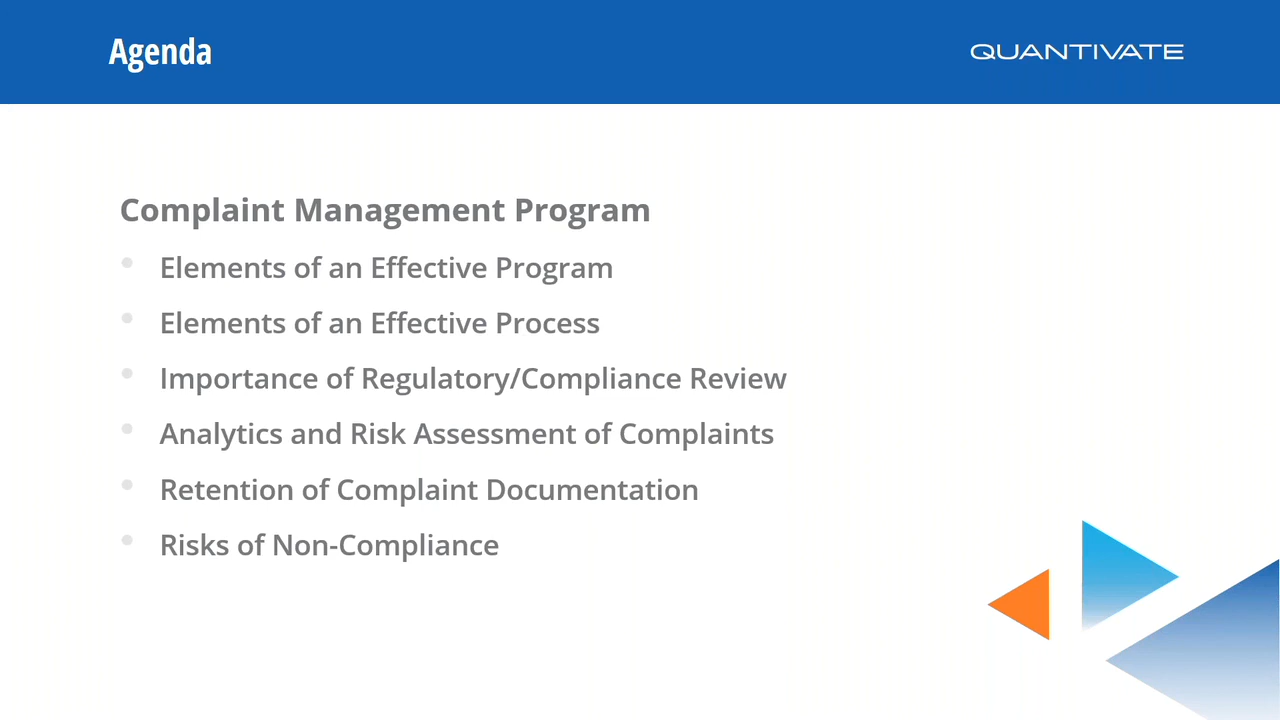 Agenda
QUANTIVATE
Complaint Management Program
Elements of an Effective Program
Elements of an Effective Process
Importance of Regulatory/Compliance Review
Analytics and Risk Assessment of Complaints
Retention of Complaint Documentation
Risks of Non-Compliance